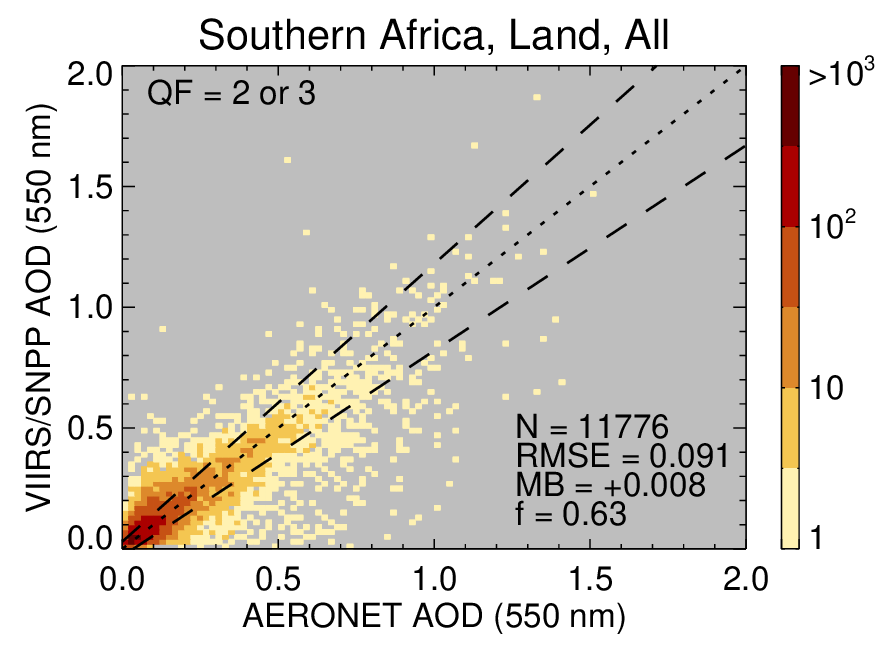 Southern Africa, Land, All
QF = 2 or 3
VIIRS/SNPP AOD (550 nm)
2.0
1.5
1.0
0.5
0.0
N = 11776
RMSE = 0.091
MB = +0.008
f = 0.63
0.0 0.5 1.0 1.5 2.0
AERONET AOD (550 nm)
>10³
10²
10
1